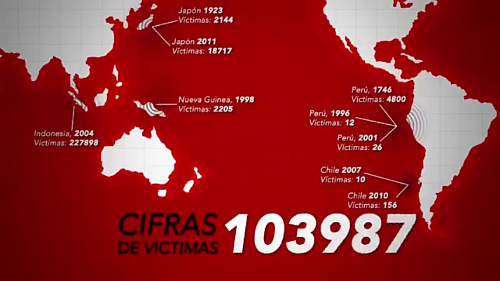 Japón 1923
Víctimas: 2144
Japón 2011
Víctimas: 18717
Nueva Guinea, 1998
Víctimas: 2205
Indonesia, 2004
Víctimas: 227898
Perú, 1746
Víctimas: 4800
Perú, 1996
Víctimas: 12
Perú, 2001
Víctimas: 26
Chile 2007
Víctimas: 10
Chile 2010
Víctimas: 156
CIFRAS
DE VICTIMAS
103987